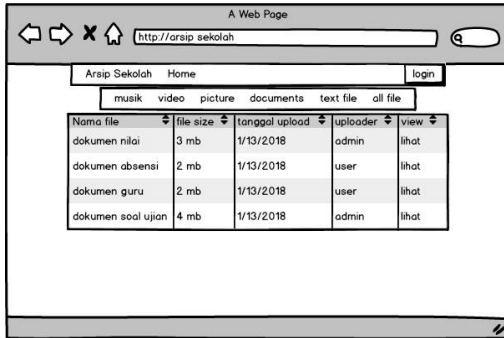 A Web Page
http://arsip sekolah
Arsip Sekolah Home login
musik video picture documents text file all file
Nama file file size tanggal upload uploader view
dokumen nilai 3 mb 1/13/2018 admin lihat
dokumen absensi 2 mb 1/13/2018 user lihat
dokumen guru 2 mb 1/13/2018 user lihat
dokumen soal ujian 4 mb 1/13/2018 admin lihat